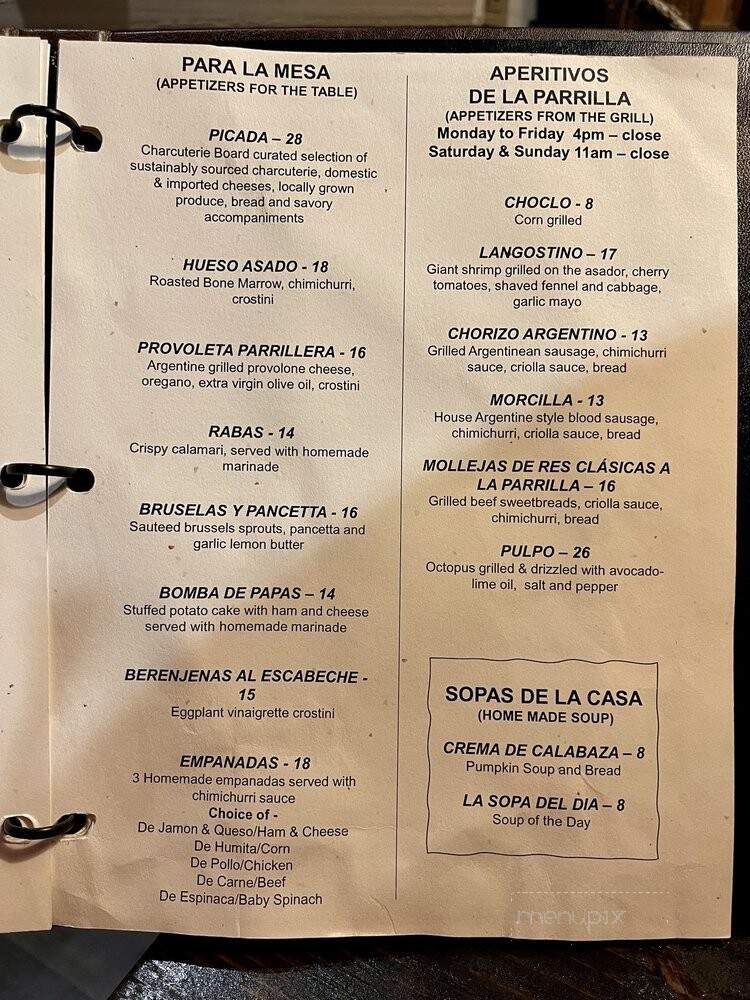 PARA LA MESA
(APPETIZERS FOR THE TABLE)
PICADA – 28
Charcuterie Board curated selection of
sustainably sourced charcuterie, domestic
& imported cheeses, locally grown
produce, bread and savory
accompaniments
HUESO ASADO - 18
Roasted Bone Marrow, chimichurri,
crostini
PROVOLETA PARRILLERA - 16
Argentine grilled provolone cheese,
oregano, extra virgin olive oil, crostini
RABAS - 14
Crispy calamari, served with homemade
marinade
BRUSELAS Y PANCETTA - 16
Sauteed brussels sprouts, pancetta and
garlic lemon butter
BOMBA DE PAPAS – 14
Stuffed potato cake with ham and cheese
served with homemade marinade
BERENJENAS AL ESCABECHE -
15
Eggplant vinaigrette crostini
EMPANADAS - 18
3 Homemade empanadas served with
chimichurri sauce
Choice of -
De Jamon & Queso/Ham & Cheese
De Humita/Corn
De Pollo/Chicken
De Carne/Beef
De Espinaca/Baby Spinach
APERITIVOS
DE LA PARRILLA
(APPETIZERS FROM THE GRILL)
Monday to Friday 4pm – close
Saturday & Sunday 11am – close
CHOCLO - 8
Corn grilled
LANGOSTINO – 17
Giant shrimp grilled on the asador, cherry
tomatoes, shaved fennel and cabbage,
garlic mayo
CHORIZO ARGENTINO - 13
Grilled Argentinean sausage, chimichurri
sauce, criolla sauce, bread
MORCILLA - 13
House Argentine style blood sausage,
chimichurri, criolla sauce, bread
MOLLEJAS DE RES CLÁSICAS A
LA PARRILLA – 16
Grilled beef sweetbreads, criolla sauce,
chimichurri, bread
PULPO – 26
Octopus grilled & drizzled with avocado-
lime oil, salt and pepper
SOPAS DE LA CASA
(HOME MADE SOUP)
CREMA DE CALABAZA – 8
Pumpkin Soup and Bread
LA SOPA DEL DIA – 8
Soup of the Day
menupix